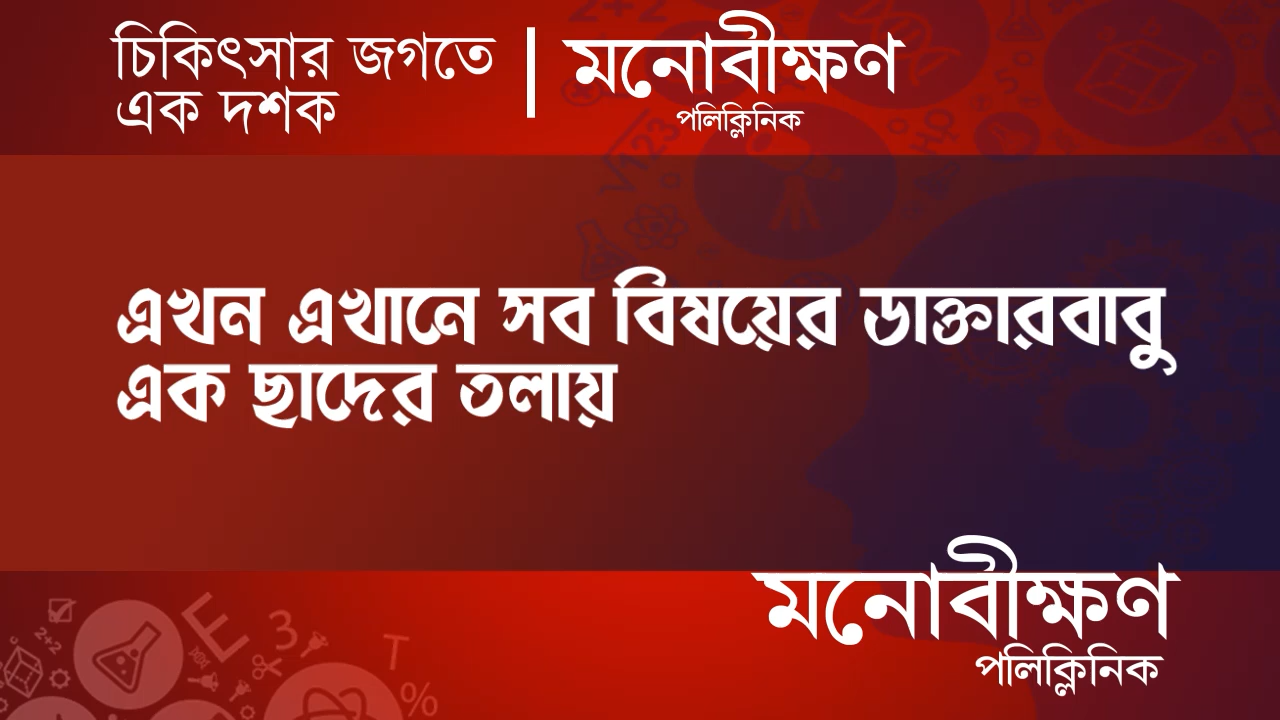 চিকিৎসার জগতে
এক দশক
মনোবীক্ষণ
পলিক্লিনিক
এখন এখানে সব বিষয়ের ডাক্তারবাবু
এক ছাদের তলায়
মনোবীক্ষণ
পলিক্লিনিক